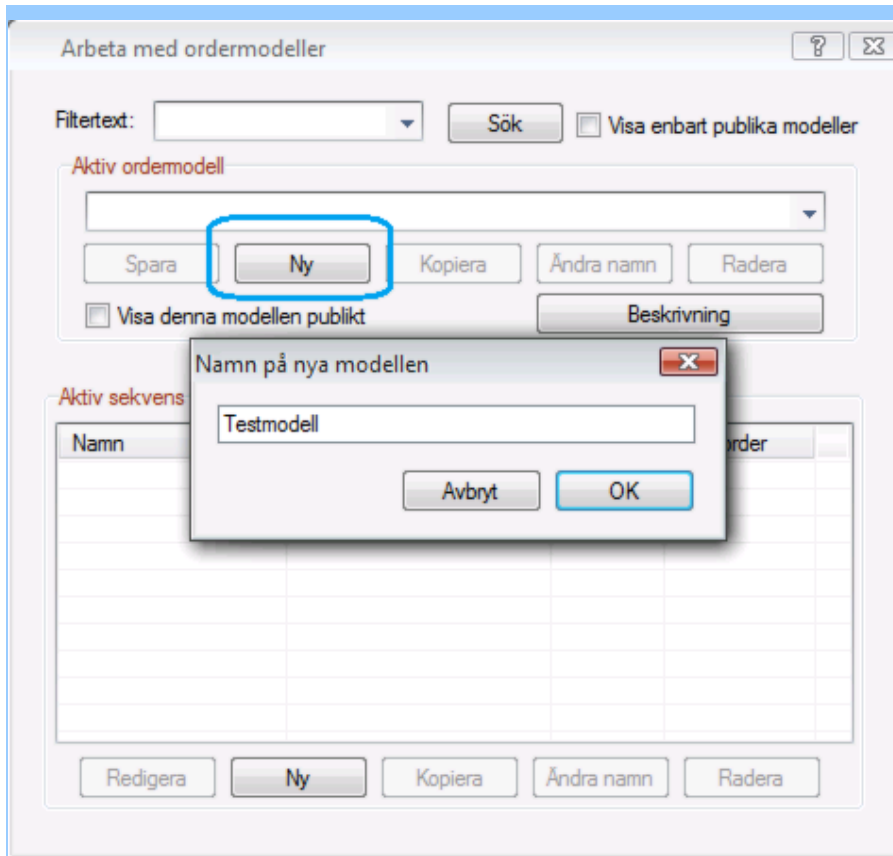 Arbeta med ordermodeller
Filtertext: Sök Visa enbart publika modeller
Aktiv ordermodell
Spara Ny Kopiera Ändra namn Radera
Visa denna modellen publikt Beskrivning
Namn på nya modellen
Aktiv sekvens
Testmodell
Namn order
Avbryt OK
Redigera Ny Kopiera Ändra namn Radera